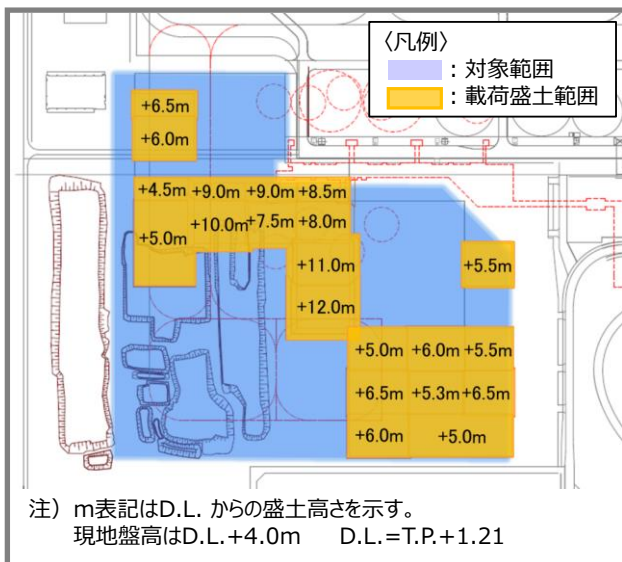 〈凡例〉
：対象範囲
：載荷盛土範囲
+6.5m
+6.0m
+4.5m +9.0m +9.0m +8.5m
+10.0m +7.5m +8.0m
+5.0m
+11.0m
+5.5m
+12.0m
+5.0m +6.0m +5.5m
+6.5m +5.3m +6.5m
+6.0m +5.0m
注）m表記はD.L. からの盛土高さを示す。
現地盤高はD.L.+4.0m D.L.=T.P.+1.21